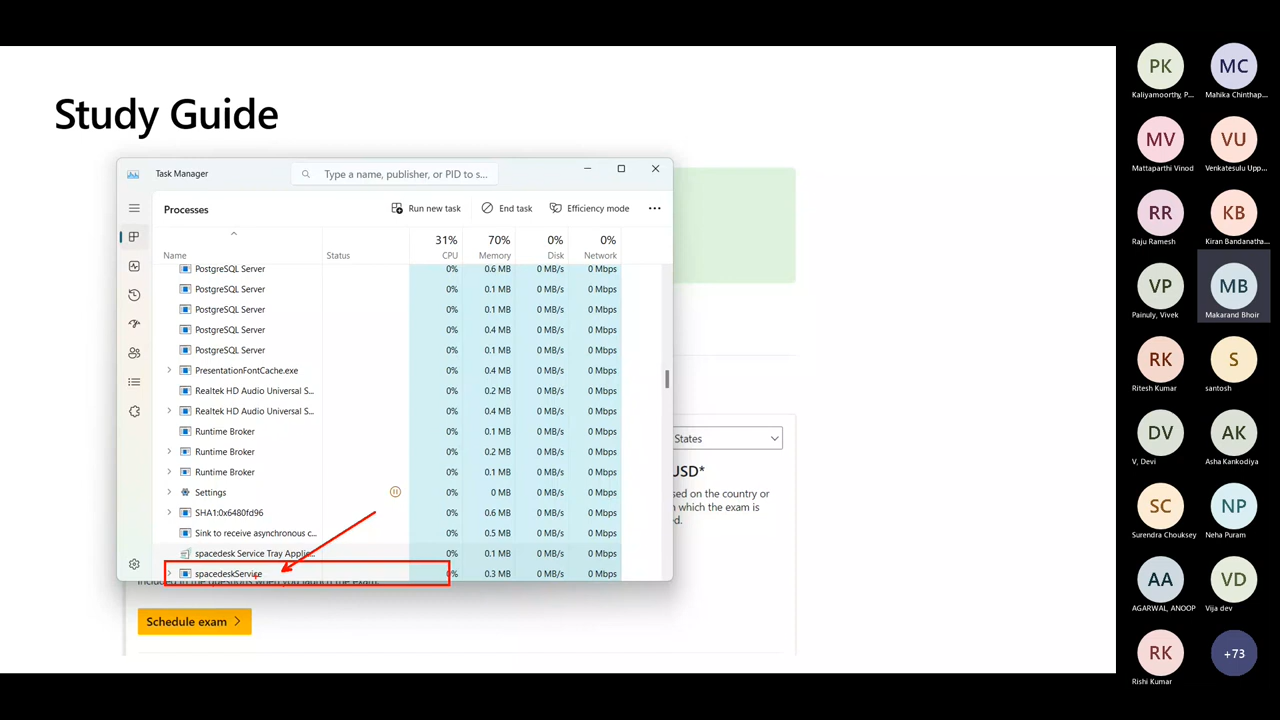 Study Guide
Task Manager
Type a name, publisher, or PID to s...
Processes
Run new task
End task
Efficiency mode
31% 70% 0% 0%
Name Status CPU Memory Disk Network
PostgreSQL Server 0% 0.6 MB 0 MB/s 0 Mbps
PostgreSQL Server 0% 0.1 MB 0 MB/s 0 Mbps
PostgreSQL Server 0% 0.1 MB 0 MB/s 0 Mbps
PostgreSQL Server 0% 0.4 MB 0 MB/s 0 Mbps
PostgreSQL Server 0% 0.1 MB 0 MB/s 0 Mbps
PresentationFontCache.exe 0% 0.4 MB 0 MB/s 0 Mbps
Realtek HD Audio Universal S... 0% 0.2 MB 0 MB/s 0 Mbps
Realtek HD Audio Universal S... 0% 0.4 MB 0 MB/s 0 Mbps
Runtime Broker 0% 0.1 MB 0 MB/s 0 Mbps
Runtime Broker 0% 0.2 MB 0 MB/s 0 Mbps
Runtime Broker 0% 0.1 MB 0 MB/s 0 Mbps
Settings 0% 0 MB 0 MB/s 0 Mbps
SHA1:0x6480fd96 0% 0.6 MB 0 MB/s 0 Mbps
Sink to receive asynchronous c... 0% 0.5 MB 0 MB/s 0 Mbps
spacedesk Service Tray Applic... 0% 0.1 MB 0 MB/s 0 Mbps
spacedeskService 0% 0.3 MB 0 MB/s 0 Mbps
States
USD*
sed on the country or
which the exam is
ed.
included in the questions when you launch the exam.
Schedule exam
PK MC
Kaliyamoorthy, P... Mahika Chinthap...
MV VU
Mattaparthi Vinod Venkatesulu Upp...
RR KB
Raju Ramesh Kiran Bandanatha...
VP MB
Painuly, Vivek Makarand Bhoir
RK S
Ritesh Kumar santosh
DV AK
V, Devi Asha Kankodiya
SC NP
Surendra Chouksey Neha Puram
AA VD
AGARWAL, ANOOP Vija dev
RK +73
Rishi Kumar